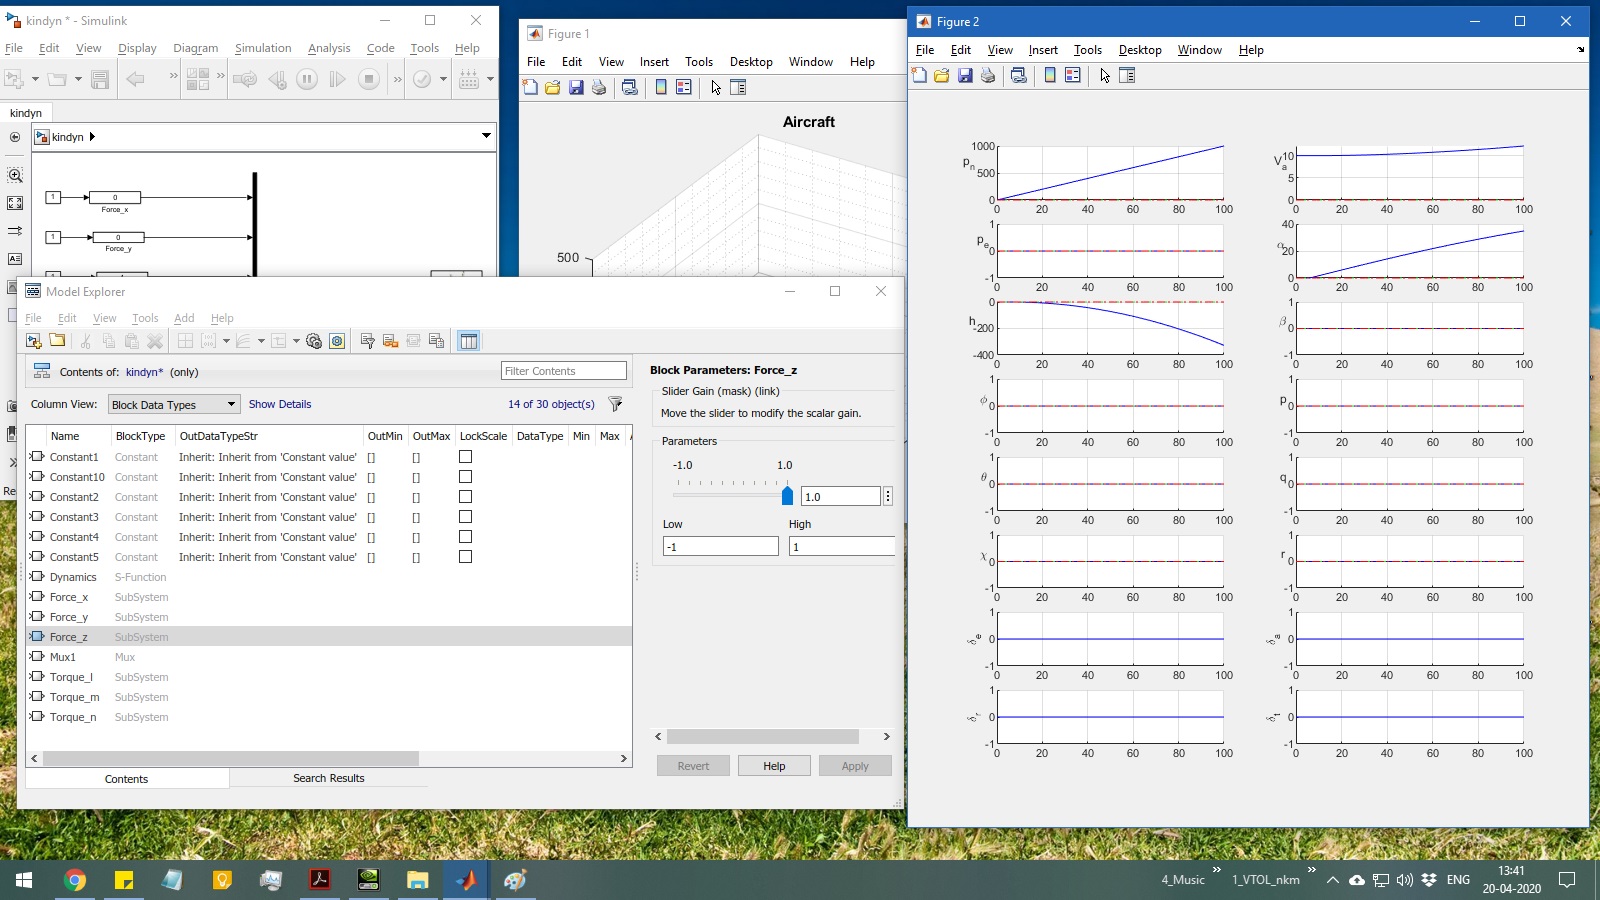 kindyn * - Simulink
File Edit View Display Diagram Simulation Analysis Code Tools Help
kindyn
kindyn
1 0
Force_x
1 0
Force_y
Figure 1
File Edit View Insert Tools Desktop Window Help
Aircraft
500
Model Explorer
File Edit View Tools Add Help
Contents of: kindyn* (only)
Filter Contents
Column View: Block Data Types Show Details 14 of 30 object(s)
Name BlockType OutDataTypeStr OutMin OutMax LockScale DataType Min Max
Constant1 Constant Inherit: Inherit from 'Constant value' [] []
Constant10 Constant Inherit: Inherit from 'Constant value' [] []
Constant2 Constant Inherit: Inherit from 'Constant value' [] []
Constant3 Constant Inherit: Inherit from 'Constant value' [] []
Constant4 Constant Inherit: Inherit from 'Constant value' [] []
Constant5 Constant Inherit: Inherit from 'Constant value' [] []
Dynamics S-Function
Force_x SubSystem
Force_y SubSystem
Force_z SubSystem
Mux1 Mux
Torque_l SubSystem
Torque_m SubSystem
Torque_n SubSystem
Contents Search Results
Block Parameters: Force_z
Slider Gain (mask) (link)
Move the slider to modify the scalar gain.
Parameters
-1.0 1.0
1.0
Low High
-1 1
Revert Help Apply
Re
Figure 2
File Edit View Insert Tools Desktop Window Help
p_n 1000 500 0
0 20 40 60 80 100
V_a 10 5 0
0 20 40 60 80 100
p_e 1 0 -1
0 20 40 60 80 100
α 40 20 0
0 20 40 60 80 100
h 0 -200 -400
0 20 40 60 80 100
β 1 0 -1
0 20 40 60 80 100
ϕ 1 0 -1
0 20 40 60 80 100
p 1 0 -1
0 20 40 60 80 100
θ 1 0 -1
0 20 40 60 80 100
q 1 0 -1
0 20 40 60 80 100
χ 1 0 -1
0 20 40 60 80 100
r 1 0 -1
0 20 40 60 80 100
δ_e 1 0 -1
0 20 40 60 80 100
δ_a 1 0 -1
0 20 40 60 80 100
δ_r 1 0 -1
0 20 40 60 80 100
δ_t 1 0 -1
0 20 40 60 80 100
4_Music 1_VTOL_nkm ENG 13:41
20-04-2020